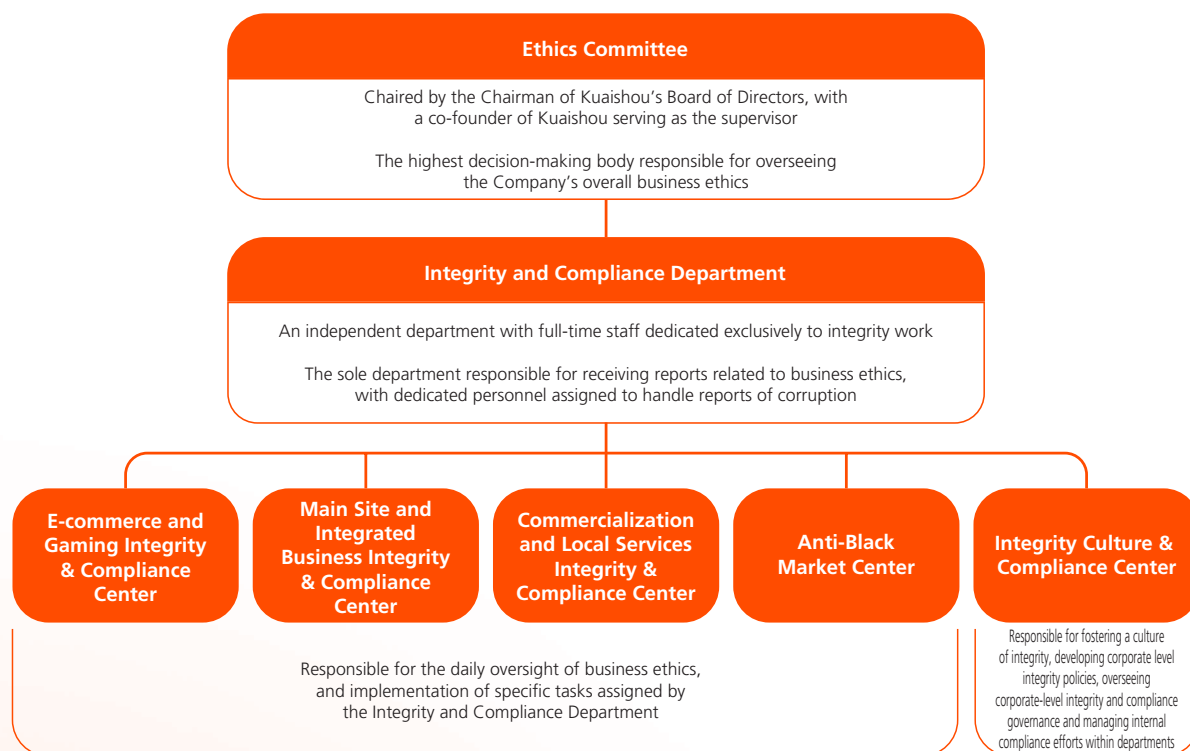 Ethics Committee
Chaired by the Chairman of Kuaishou's Board of Directors, with
a co-founder of Kuaishou serving as the supervisor
The highest decision-making body responsible for overseeing
the Company's overall business ethics
Integrity and Compliance Department
An independent department with full-time staff dedicated exclusively to integrity work
The sole department responsible for receiving reports related to business ethics,
with dedicated personnel assigned to handle reports of corruption
E-commerce and
Gaming Integrity
& Compliance
Center
Main Site and
Integrated
Business Integrity
& Compliance
Center
Commercialization
and Local Services
Integrity &
Compliance Center
Anti-Black
Market Center
Integrity Culture &
Compliance Center
Responsible for the daily oversight of business ethics,
and implementation of specific tasks assigned by
the Integrity and Compliance Department
Responsible for fostering a culture
of integrity, developing corporate level
integrity policies, overseeing
corporate-level integrity and compliance
governance and managing internal
compliance efforts within departments